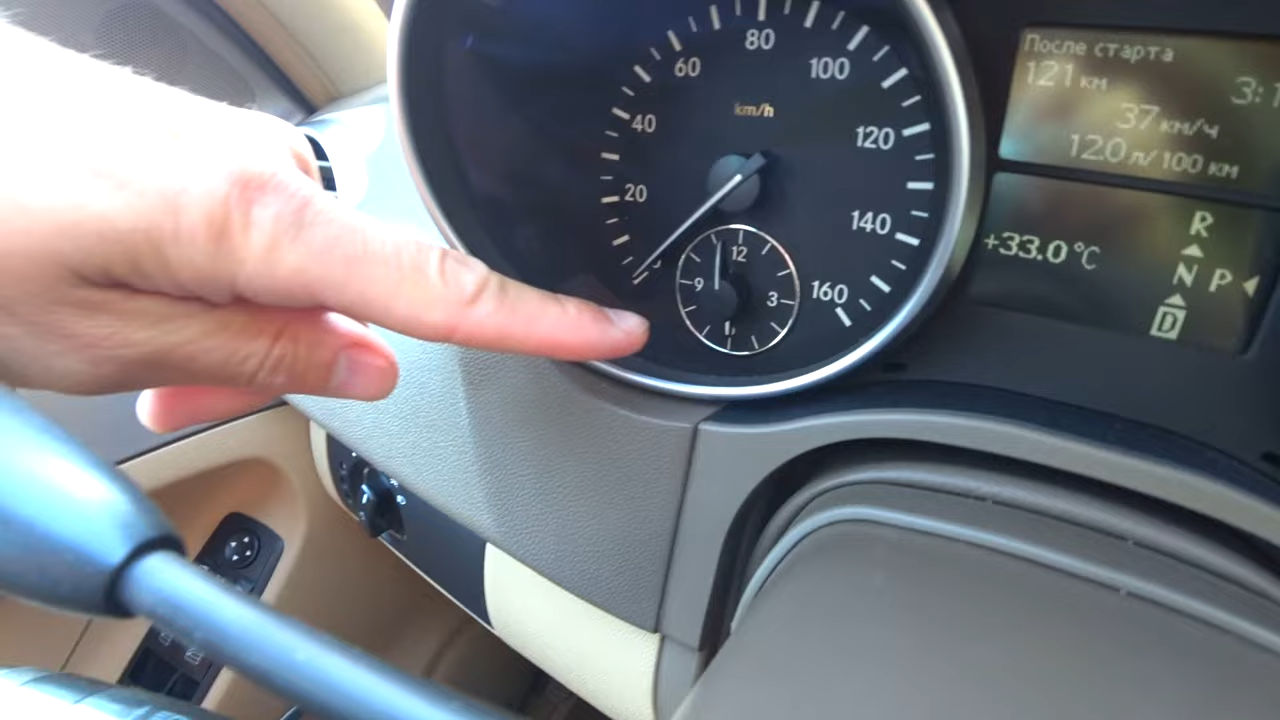 80
60
100
km/h
40
120
20
140
160
12
9
3
После старта
121 км
37 км/ч
12.0 л/100 км
+33.0°C
R
N P
D